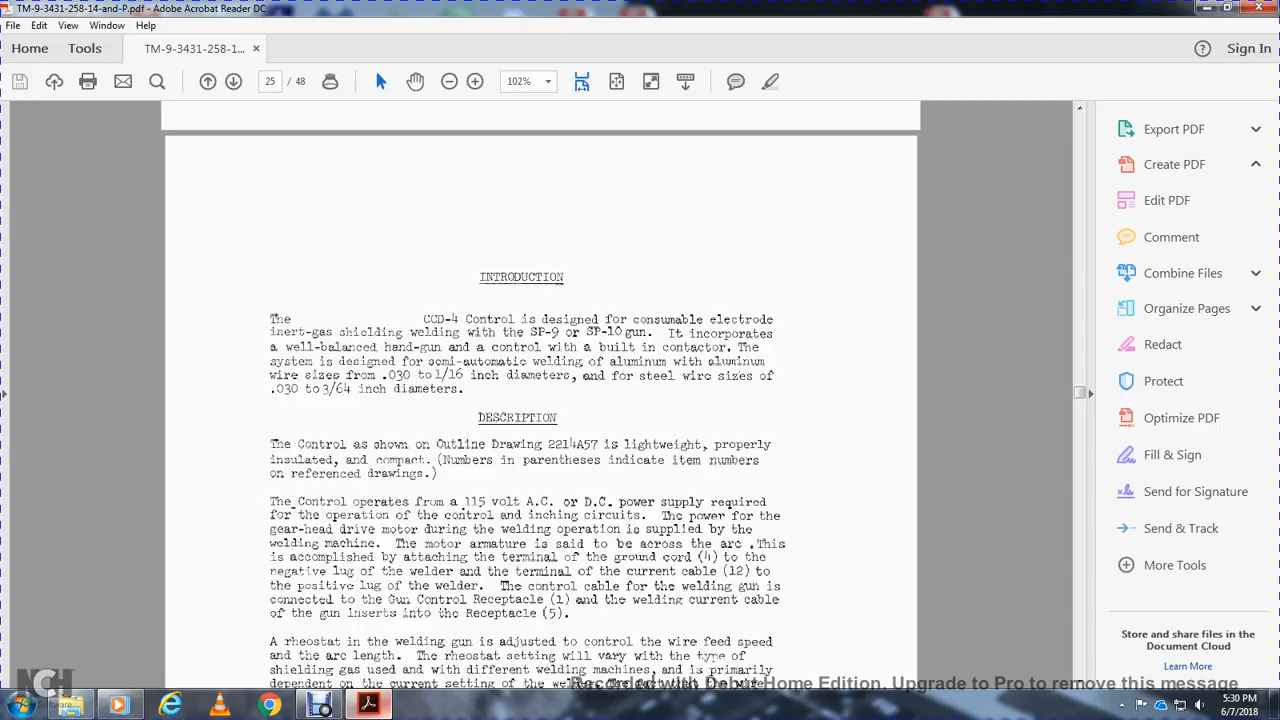 TM-9-3431-258-14-and-P.pdf - Adobe Acrobat Reader DC
File Edit View Window Help
Home Tools TM-9-3431-258-1... × Sign In
25 / 48 102%
INTRODUCTION
The CCD-4 Control is designed for consumable electrode
inert-gas shielding welding with the SP-9 or SP-10 gun. It incorporates
a well-balanced hand-gun and a control with a built in contactor. The
system is designed for semi-automatic welding of aluminum with aluminum
wire sizes from .030 to 1/16 inch diameters, and for steel wire sizes of
.030 to 3/64 inch diameters.
DESCRIPTION
The Control as shown on Outline Drawing 2214A57 is lightweight, properly
insulated, and compact. (Numbers in parentheses indicate item numbers
on referenced drawings.)
The Control operates from a 115 volt A.C. or D.C. power supply required
for the operation of the control and inching circuits. The power for the
gear-head drive motor during the welding operation is supplied by the
welding machine. The motor armature is said to be across the arc. This
is accomplished by attaching the terminal of the ground cord (4) to the
negative lug of the welder and the terminal of the current cable (12) to
the positive lug of the welder. The control cable for the welding gun is
connected to the Gun Control Receptacle (1) and the welding current cable
of the gun inserts into the Receptacle (5).
A rheostat in the welding gun is adjusted to control the wire feed speed
and the arc length. The rheostat setting will vary with the type of
shielding gas used and with different welding machines, and is primarily
dependent on the current setting of the
Export PDF
Create PDF
Edit PDF
Comment
Combine Files
Organize Pages
Redact
Protect
Optimize PDF
Fill & Sign
Send for Signature
Send & Track
More Tools
Store and share files in the
Document Cloud
Learn More
Recorded with Debut Home Edition. Upgrade to Pro to remove this message
NCH
Software
5:30 PM
6/7/2018